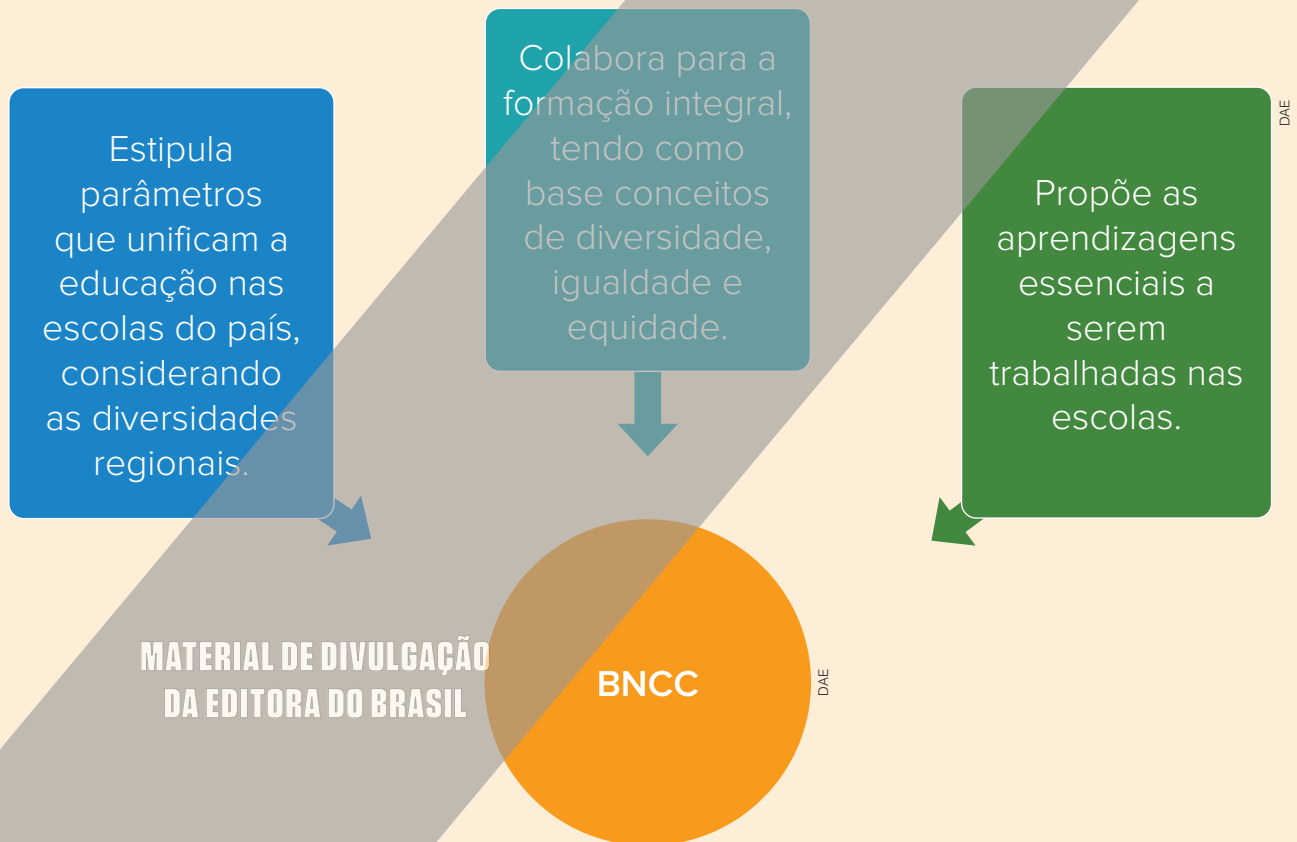 Estipula
parâmetros
que unificam a
educação nas
escolas do país,
considerando
as diversidades
regionais.
Colabora para a
formação integral,
tendo como
base conceitos
de diversidade,
igualdade e
equidade.
Propõe as
aprendizagens
essenciais a
serem
trabalhadas nas
escolas.
DAE
BNCC
DAE
MATERIAL DE DIVULGAÇÃO
DA EDITORA DO BRASIL